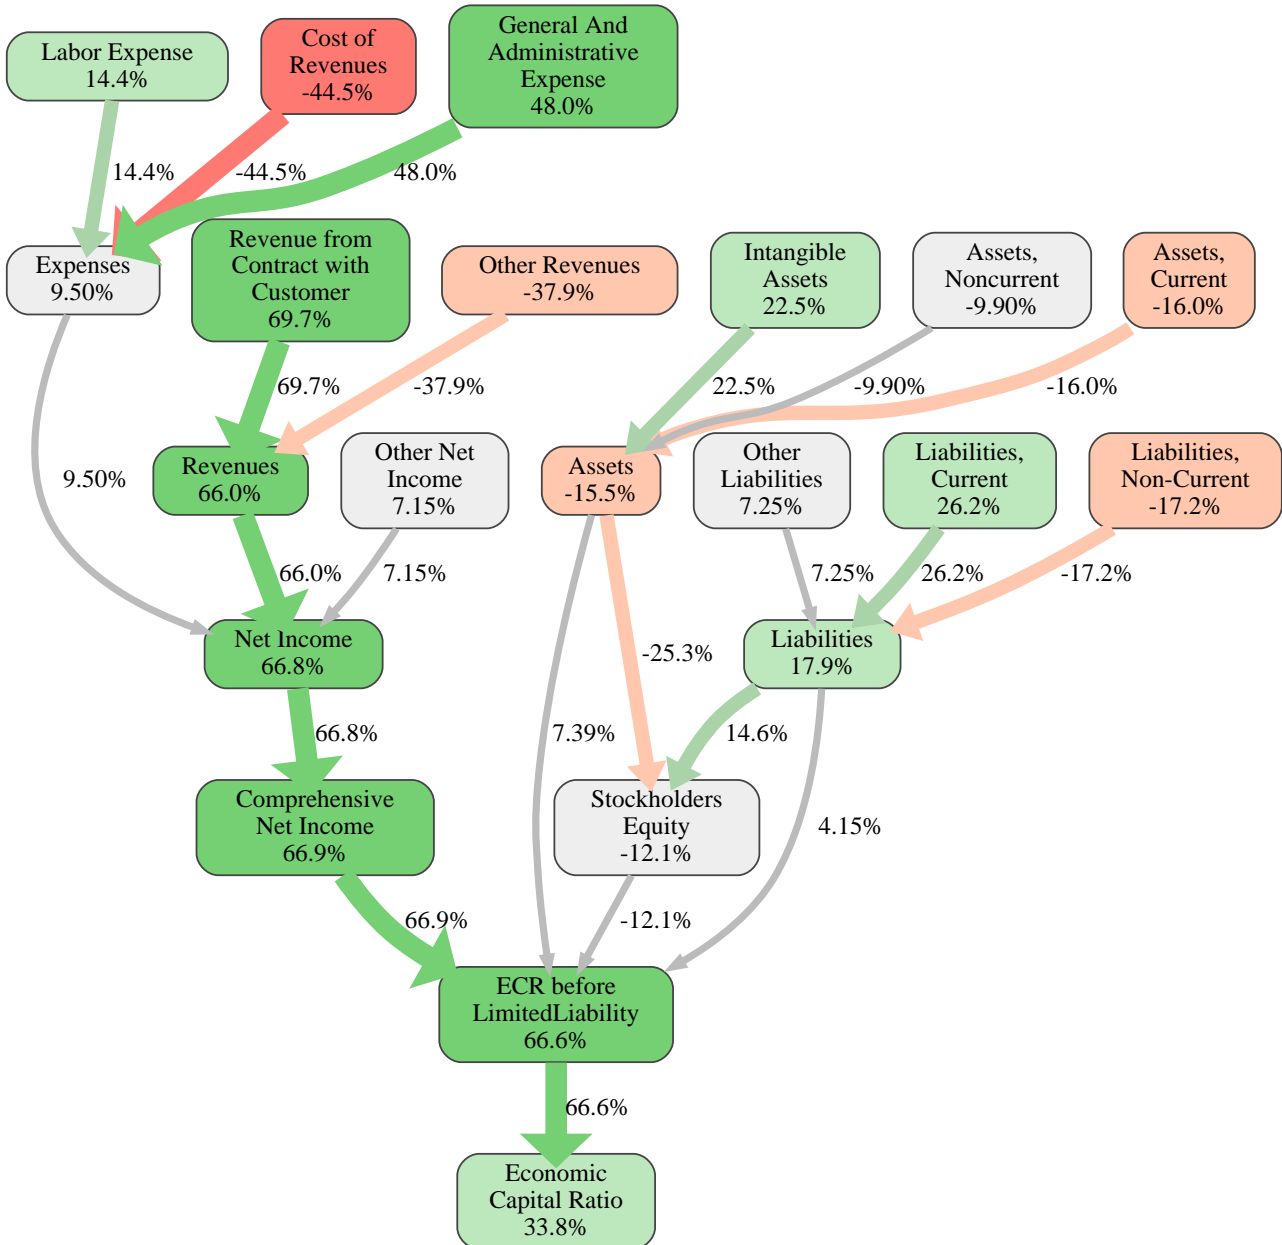 Labor Expense
14.4%
Cost of
Revenues
-44.5%
General And
Administrative
Expense
48.0%
14.4%
-44.5%
48.0%
Expenses
9.50%
Revenue from
Contract with
Customer
69.7%
Other Revenues
-37.9%
Intangible
Assets
22.5%
Assets,
Noncurrent
-9.90%
Assets,
Current
-16.0%
69.7%
-37.9%
22.5%
-9.90%
-16.0%
9.50%
Revenues
66.0%
Other Net
Income
7.15%
Assets
-15.5%
Other
Liabilities
7.25%
Liabilities,
Current
26.2%
Liabilities,
Non-Current
-17.2%
66.0%
7.15%
7.25%
26.2%
-17.2%
Net Income
66.8%
-25.3%
Liabilities
17.9%
66.8%
7.39%
14.6%
Comprehensive
Net Income
66.9%
Stockholders
Equity
-12.1%
4.15%
66.9%
-12.1%
ECR before
LimitedLiability
66.6%
66.6%
Economic
Capital Ratio
33.8%